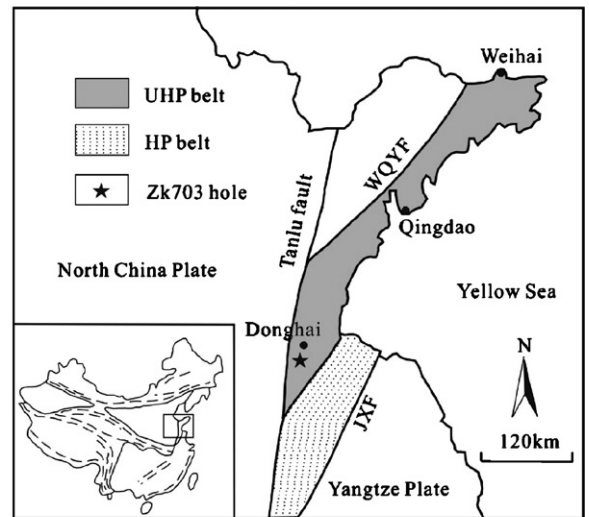 Weihai
UHP belt
HP belt
Zk703 hole
WQYF
Tanlu fault
Qingdao
North China Plate
Yellow Sea
Donghai
N
JXF
120km
Yangtze Plate